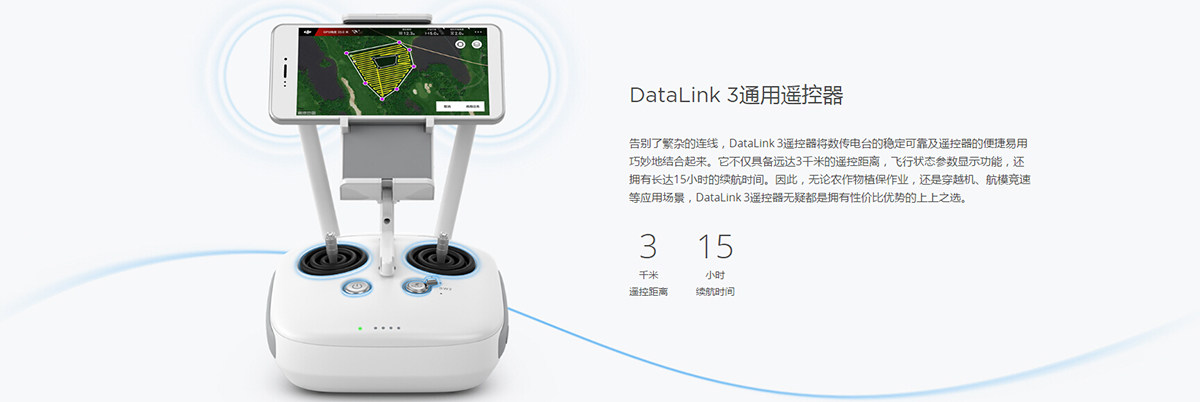 DataLink 3通用遥控器
告别了繁杂的连线，DataLink 3遥控器将数传电台的稳定可靠及遥控器的便捷易用
巧妙地结合起来。它不仅具备远达3千米的遥控距离，飞行状态参数显示功能，还
拥有长达15小时的续航时间。因此，无论农作物植保作业，还是穿越机、航模竞速
等应用场景，DataLink 3遥控器无疑都是拥有性价比优势的上上之选。
3 15
千米 小时
遥控距离 续航时间